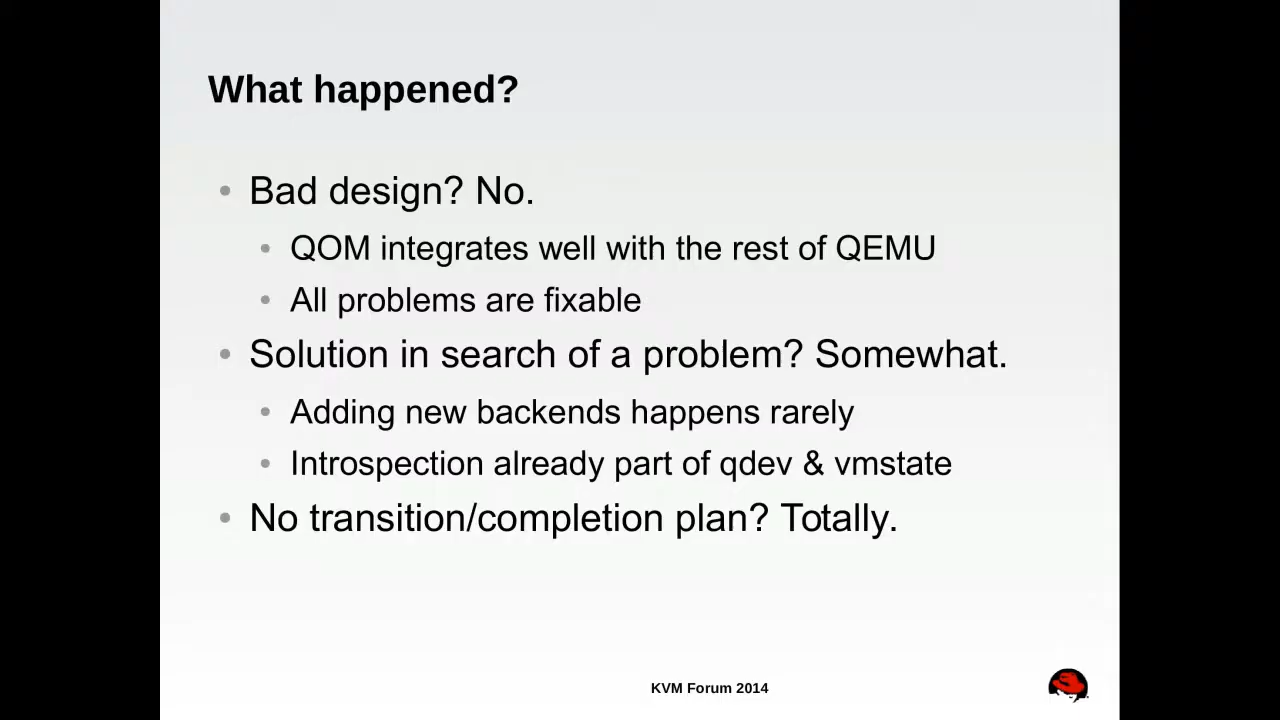 What happened?
• Bad design? No.
• QOM integrates well with the rest of QEMU
• All problems are fixable
• Solution in search of a problem? Somewhat.
• Adding new backends happens rarely
• Introspection already part of qdev & vmstate
• No transition/completion plan? Totally.
KVM Forum 2014